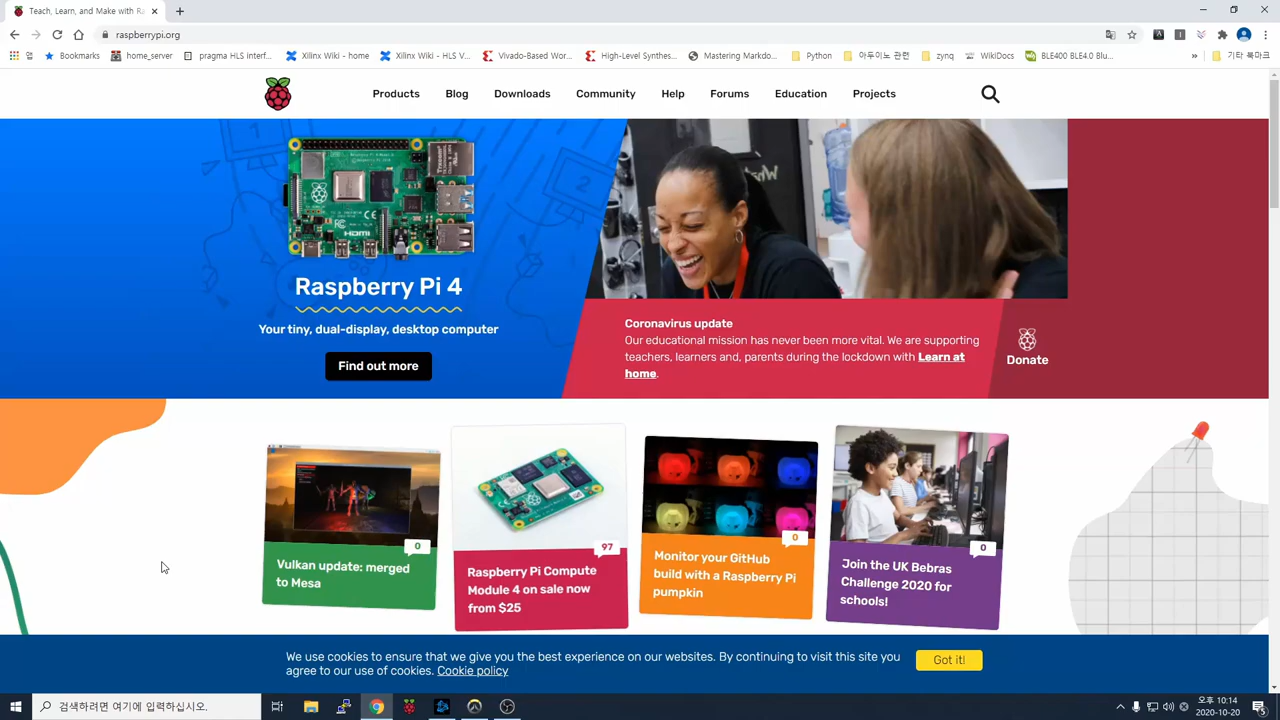 Teach, Learn, and Make with Ra
raspberrypi.org
앱
Bookmarks
home_server
pragma HLS interf...
Xilinx Wiki - home
Xilinx Wiki - HLS V...
Vivado-Based Wor...
High-Level Synthes...
Mastering Markdo...
Python
아두이노 관련
zynq
WikiDocs
BLE400 BLE4.0 Blu...
»
기타 북마크
Products
Blog
Downloads
Community
Help
Forums
Education
Projects
HDMI
Raspberry Pi 4
Your tiny, dual-display, desktop computer
Find out more
Coronavirus update
Our educational mission has never been more vital. We are supporting
teachers, learners and, parents during the lockdown with Learn at
home.
Donate
0
Vulkan update: merged
to Mesa
97
Raspberry Pi Compute
Module 4 on sale now
from $25
0
Monitor your GitHub
build with a Raspberry Pi
pumpkin
0
Join the UK Bebras
Challenge 2020 for
schools!
We use cookies to ensure that we give you the best experience on our websites. By continuing to visit this site you
agree to our use of cookies. Cookie policy
Got it!
검색하려면 여기에 입력하십시오.
오후 10:14
2020-10-20
5